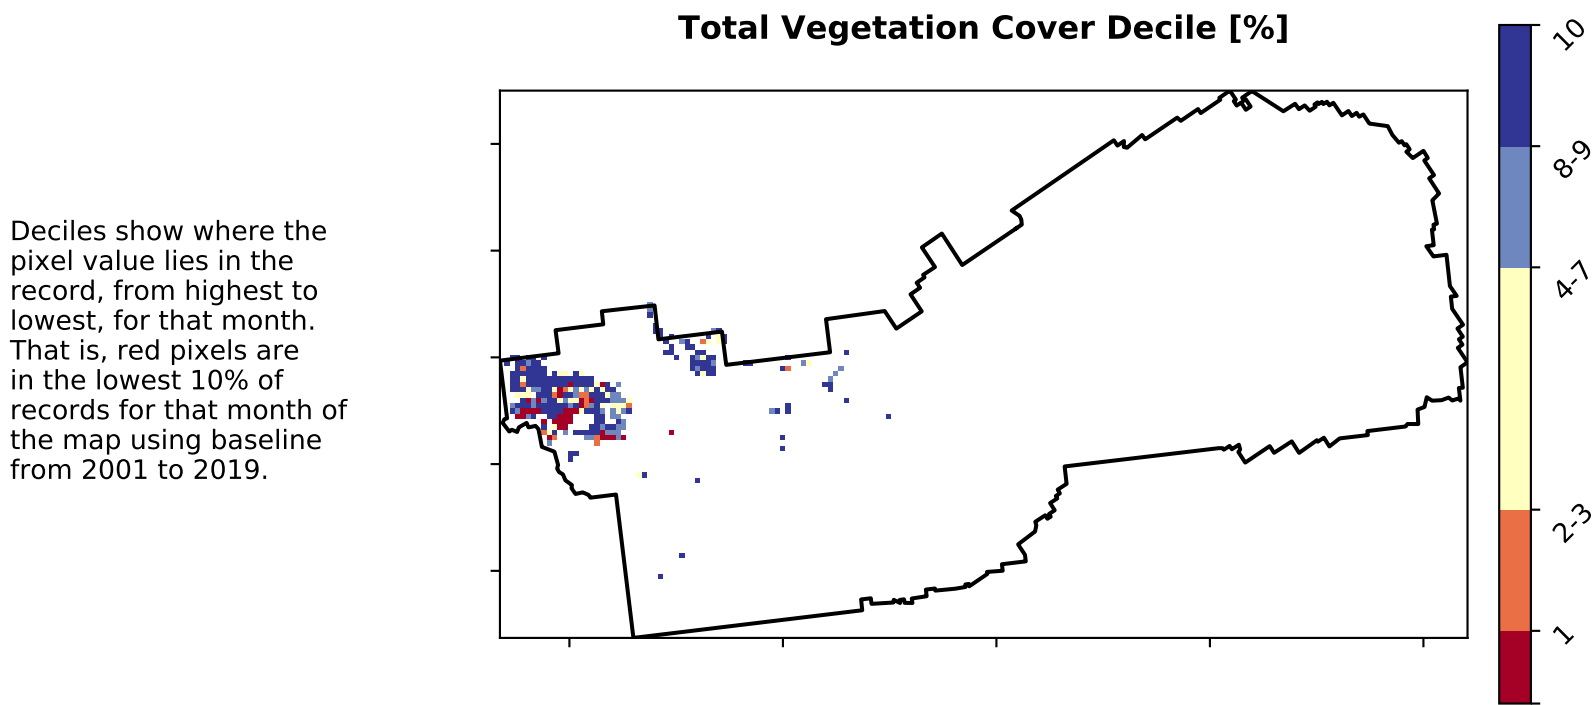 Total Vegetation Cover Decile [%]
Deciles show where the
pixel value lies in the
record, from highest to
lowest, for that month.
That is, red pixels are
in the lowest 10% of
records for that month of
the map using baseline
from 2001 to 2019.
10
8-9
4-7
2-3
1